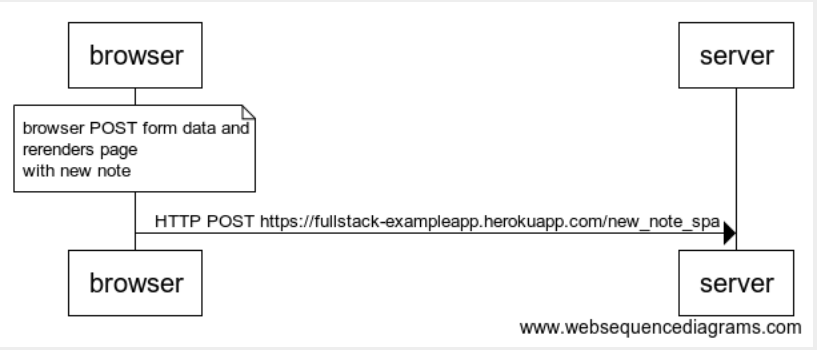 browser
server
browser POST form data and
rerenders page
with new note
HTTP POST https://fullstack-exampleapp.herokuapp.com/new_note_spa
browser
server
www.websequencediagrams.com